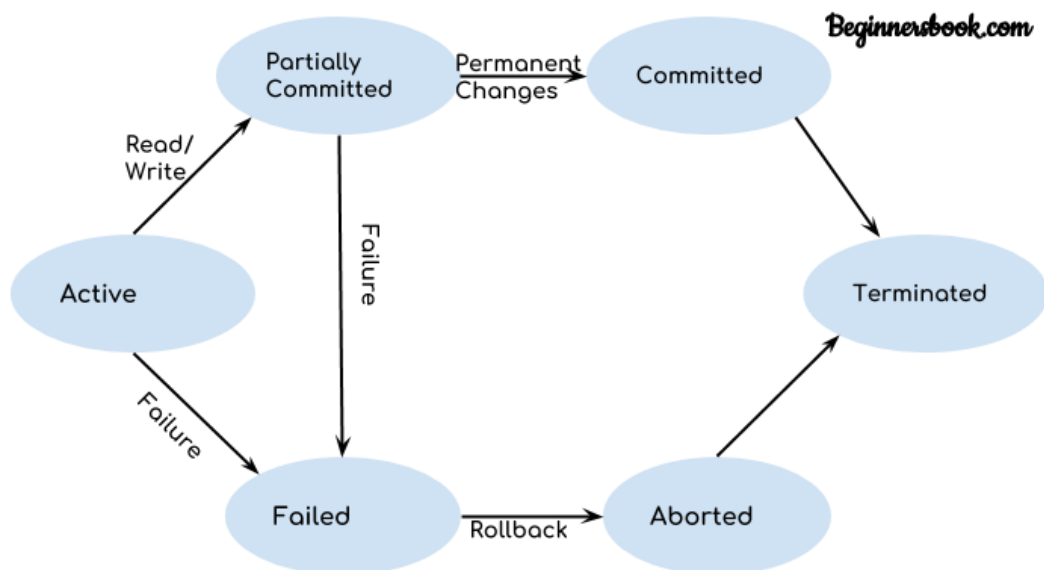 Beginnersbook.com
Partially
Committed
Permanent
Changes
Committed
Read/
Write
Failure
Active
Terminated
Failure
Failed
Rollback
Aborted